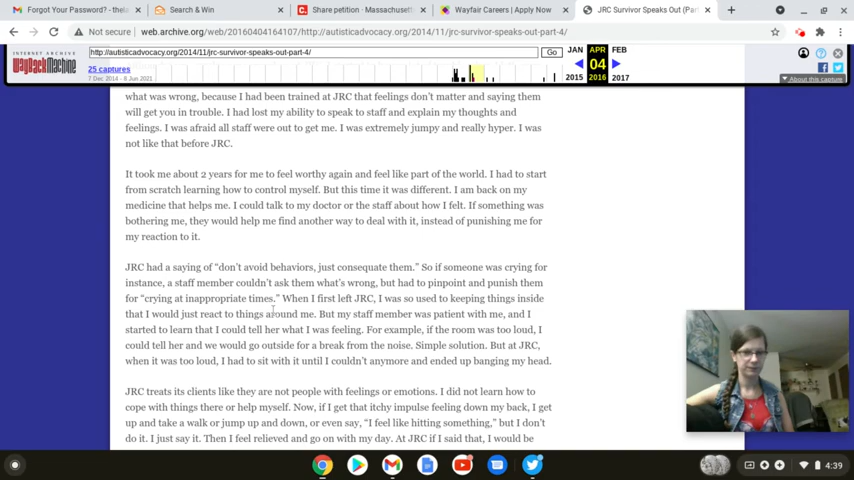 Forgot Your Password? - thela
Search & Win
Share petition · Massachuset
Wayfair Careers | Apply Now
JRC Survivor Speaks Out (Part
Not secure | web.archive.org/web/20160404164107/http://autisticadvocacy.org/2014/11/jrc-survivor-speaks-out-part-4/
INTERNET ARCHIVE
WayBackMachine
http://autisticadvocacy.org/2014/11/jrc-survivor-speaks-out-part-4/
Go
JAN APR FEB
04
2015 2016 2017
25 captures
7 Dec 2014 - 8 Jun 2021
About this capture
what was wrong, because I had been trained at JRC that feelings don't matter and saying them
will get you in trouble. I had lost my ability to speak to staff and explain my thoughts and
feelings. I was afraid all staff were out to get me. I was extremely jumpy and really hyper. I was
not like that before JRC.
It took me about 2 years for me to feel worthy again and feel like part of the world. I had to start
from scratch learning how to control myself. But this time it was different. I am back on my
medicine that helps me. I could talk to my doctor or the staff about how I felt. If something was
bothering me, they would help me find another way to deal with it, instead of punishing me for
my reaction to it.
JRC had a saying of “don't avoid behaviors, just consequate them.” So if someone was crying for
instance, a staff member couldn't ask them what's wrong, but had to pinpoint and punish them
for “crying at inappropriate times.” When I first left JRC, I was so used to keeping things inside
that I would just react to things around me. But my staff member was patient with me, and I
started to learn that I could tell her what I was feeling. For example, if the room was too loud, I
could tell her and we would go outside for a break from the noise. Simple solution. But at JRC,
when it was too loud, I had to sit with it until I couldn't anymore and ended up banging my head.
JRC treats its clients like they are not people with feelings or emotions. I did not learn how to
cope with things there or help myself. Now, if I get that itchy impulse feeling down my back, I get
up and take a walk or jump up and down, or even say, “I feel like hitting something,” but I don't
do it. I just say it. Then I feel relieved and go on with my day. At JRC if I said that, I would be
4:39